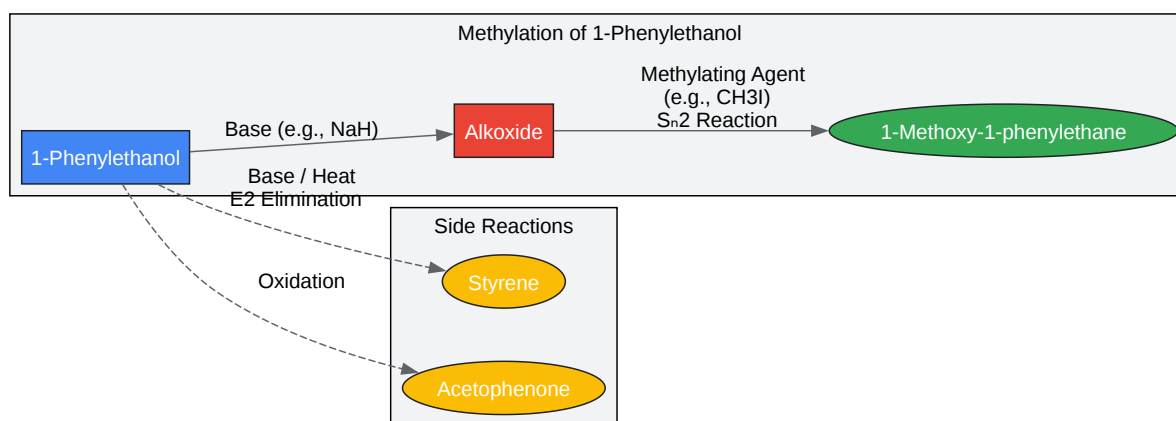 Methylation of 1-Phenylethanol
1-Phenylethanol
Base (e.g., NaH)
Alkoxide
Methylating Agent
(e.g., CH3I)
Sₙ2 Reaction
1-Methoxy-1-phenylethane
Base / Heat
E2 Elimination
Oxidation
Side Reactions
Styrene
Acetophenone